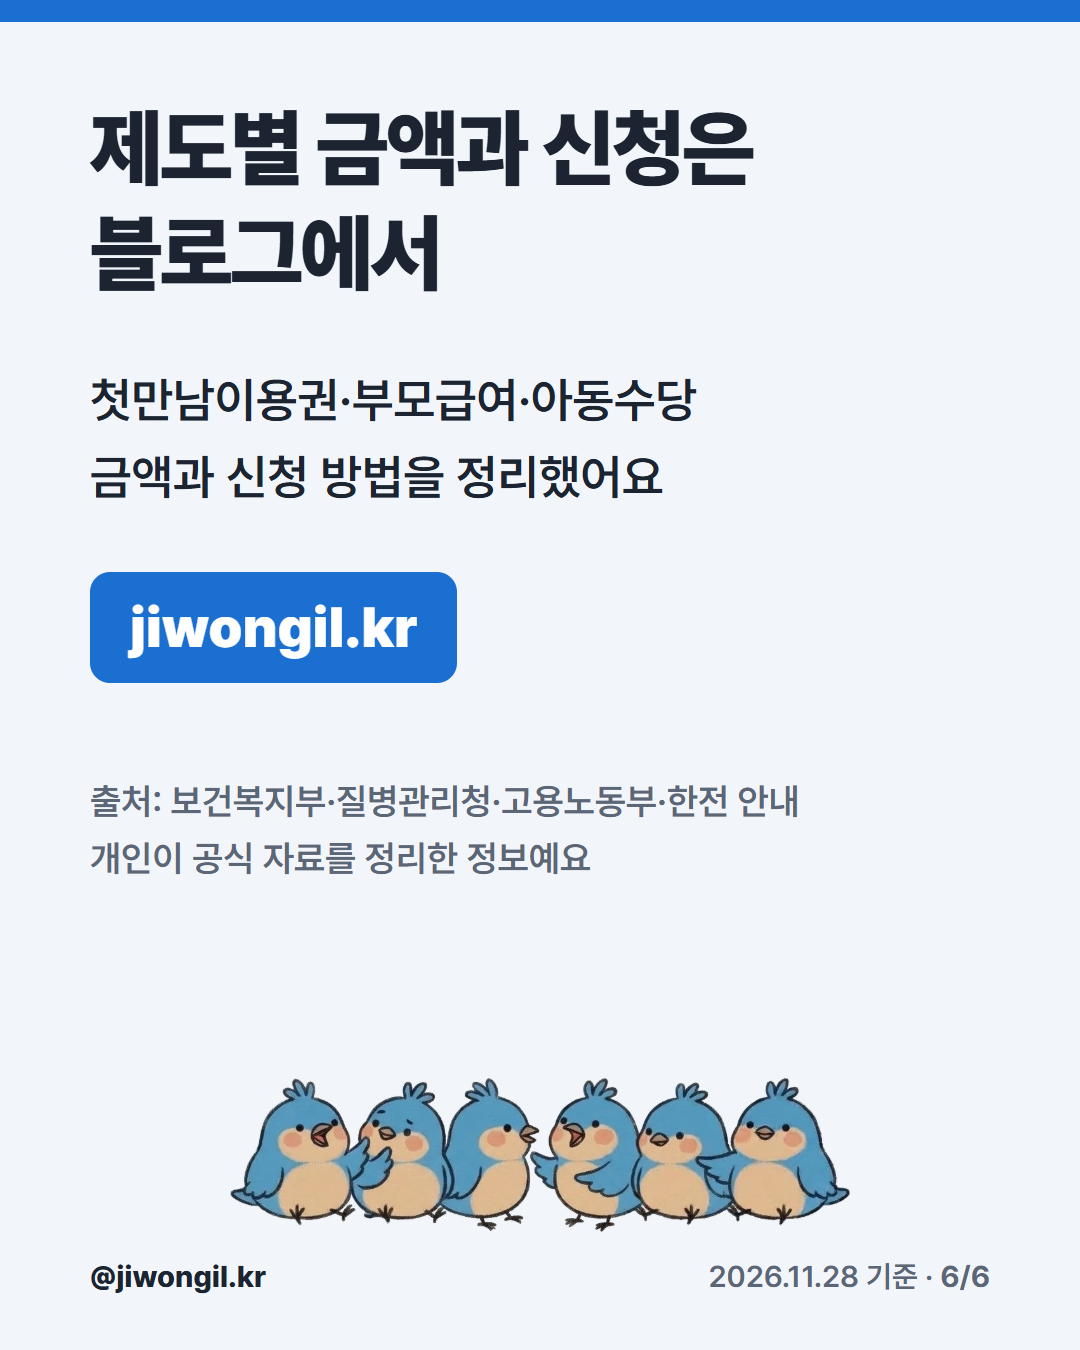 제도별 금액과 신청은
블로그에서
첫만남이용권·부모급여·아동수당
금액과 신청 방법을 정리했어요
jiwongil.kr
출처: 보건복지부·질병관리청·고용노동부·한전 안내
개인이 공식 자료를 정리한 정보예요
@jiwongil.kr
2026.11.28 기준 · 6/6